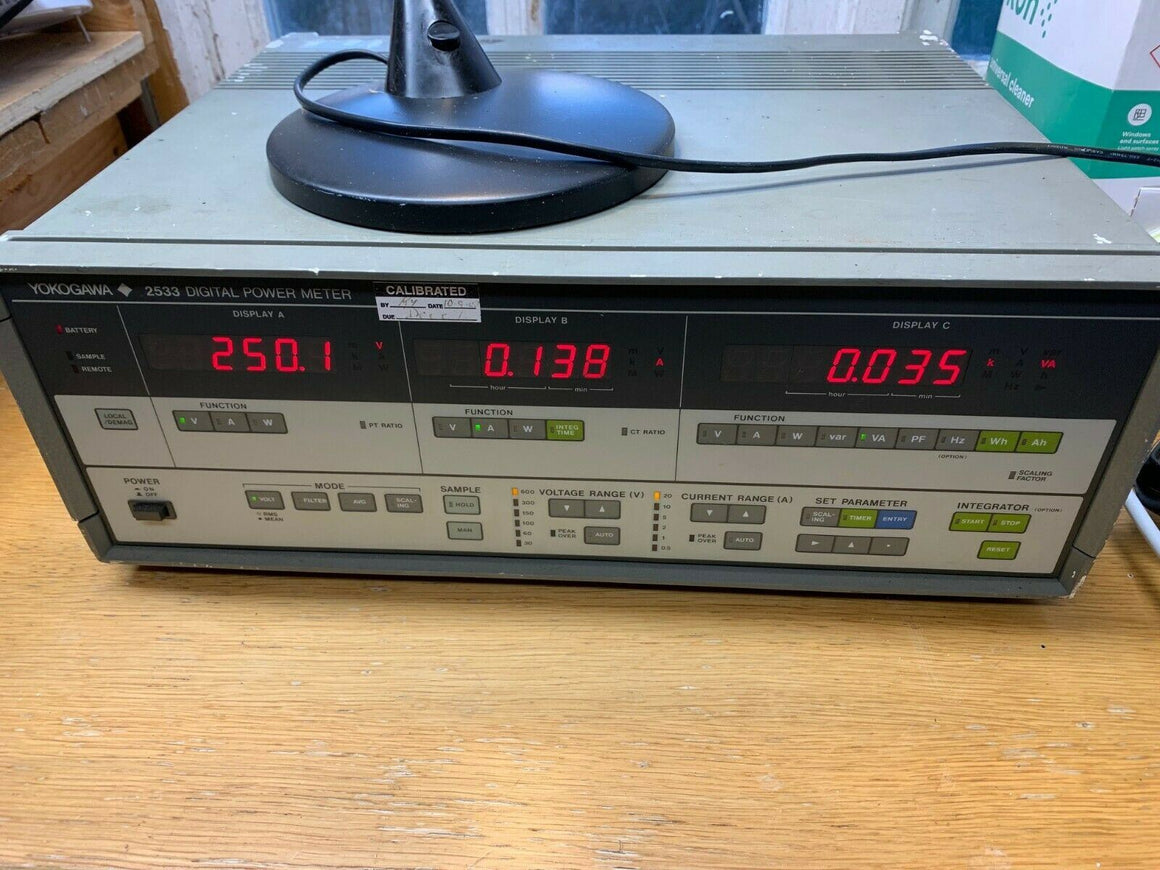 universal cleaner
Windows
and surfaces
YOKOGAWA 2533 DIGITAL POWER METER
CALIBRATED
BY DATE
DUE
DISPLAY A
DISPLAY B
DISPLAY C
BATTERY
SAMPLE
REMOTE
250.1 V
0.138 A
0.035 k VA
hour min
hour min
LOCAL
/DEMAG
FUNCTION
V A W
PT RATIO
FUNCTION
V A W INTEG
TIME
CT RATIO
FUNCTION
V A W var VA PF Hz Wh Ah
(OPTION)
SCALING
FACTOR
POWER
ON
OFF
MODE
VOLT FILTER AVG SCAL-
ING
RMS
MEAN
SAMPLE
HOLD
MAN
600
300
150
100
60
30
VOLTAGE RANGE (V)
▼ ▲
PEAK
OVER
AUTO
20
10
5
2
1
0.5
CURRENT RANGE (A)
▼ ▲
PEAK
OVER
AUTO
SET PARAMETER
SCAL-
ING TIMER ENTRY
INTEGRATOR (OPTION)
START STOP
RESET